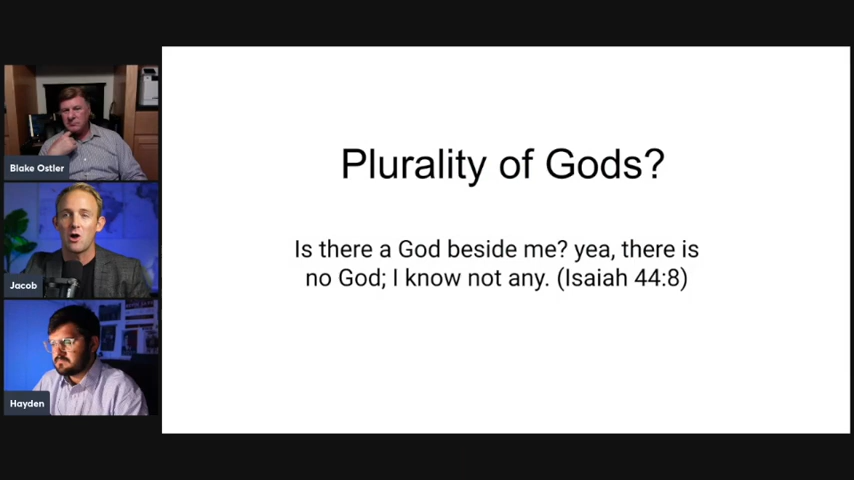 Blake Ostler
Jacob
Hayden
Plurality of Gods?
Is there a God beside me? yea, there is
no God; I know not any. (Isaiah 44:8)